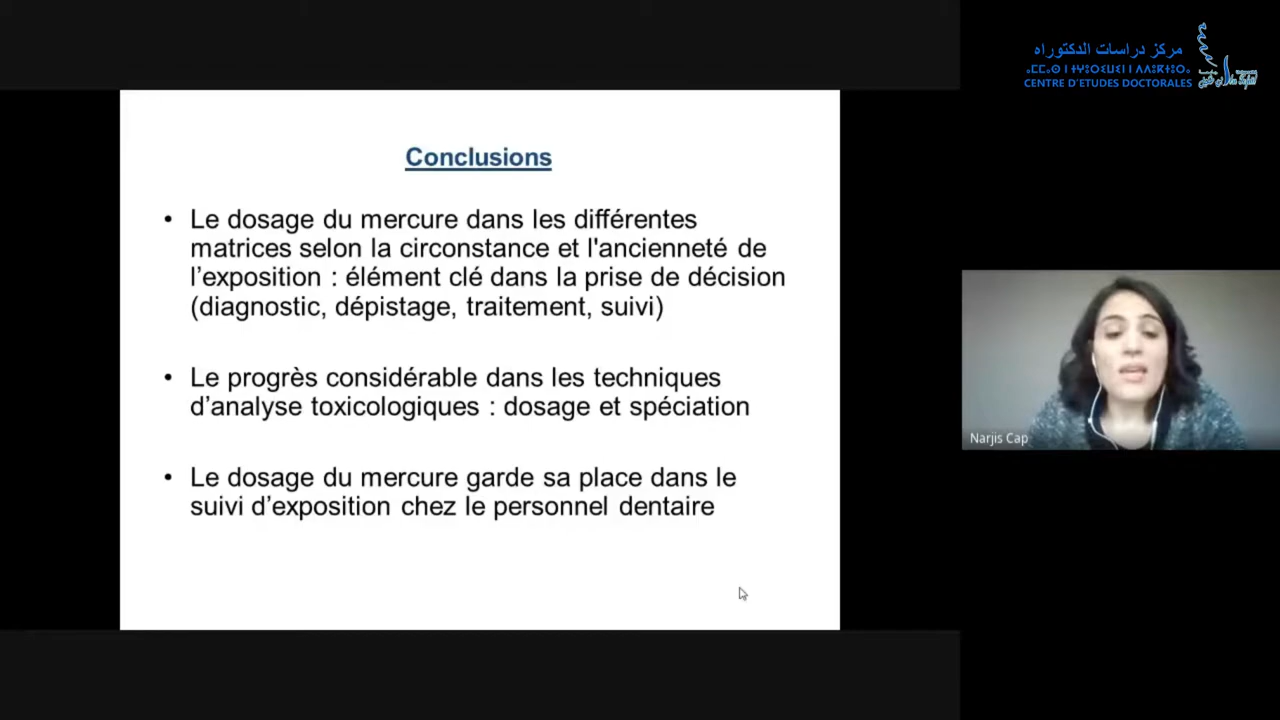 مركز دراسات الدكتوراه
CENTRE D'ETUDES DOCTORALES
Conclusions
• Le dosage du mercure dans les différentes
matrices selon la circonstance et l'ancienneté de
l’exposition : élément clé dans la prise de décision
(diagnostic, dépistage, traitement, suivi)
• Le progrès considérable dans les techniques
d’analyse toxicologiques : dosage et spéciation
• Le dosage du mercure garde sa place dans le
suivi d’exposition chez le personnel dentaire
Narjis Cap